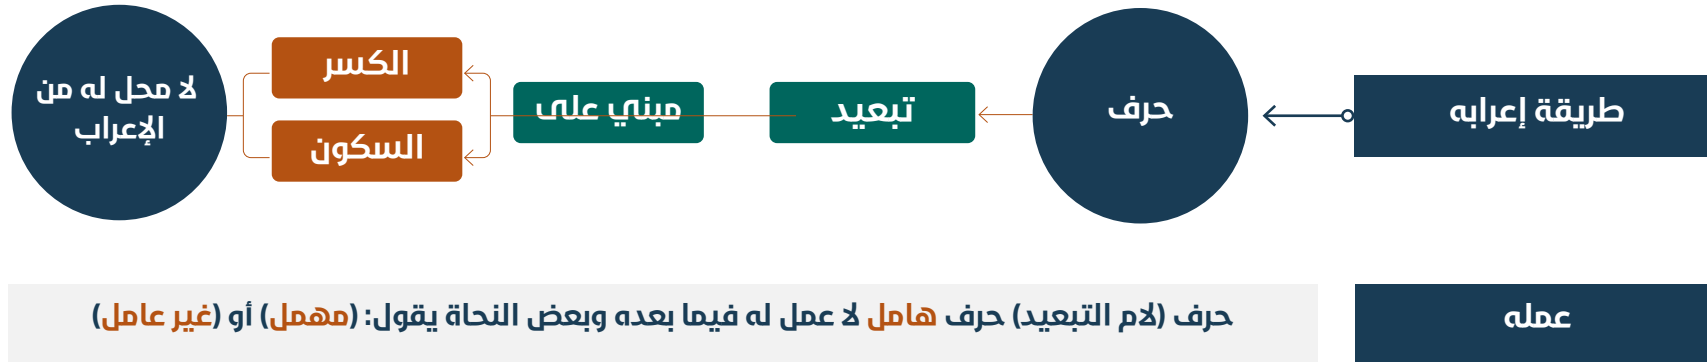 طريقة إعرابه
حرف
تبعيد
مبني على
الكسر
السكون
لا محل له من
الإعراب
عمله
حرف (لام التبعيد) حرف هامل لا عمل له فيما بعده وبعض النحاة يقول: (مهمل) أو (غير عامل)